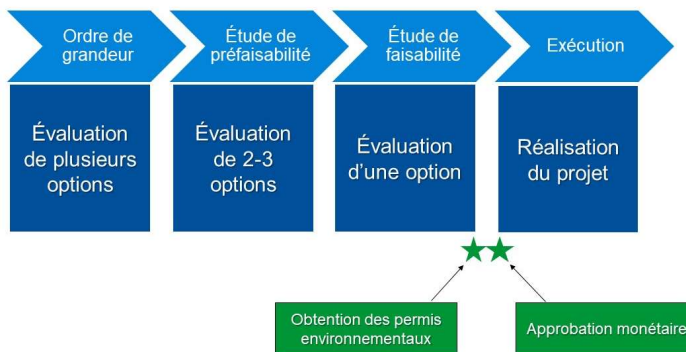 Ordre de
grandeur
Étude de
préfaisabilité
Étude de
faisabilité
Exécution
Évaluation
de plusieurs
options
Évaluation
de 2-3
options
Évaluation
d'une option
Réalisation
du projet
Obtention des permis
environnementaux
Approbation monétaire